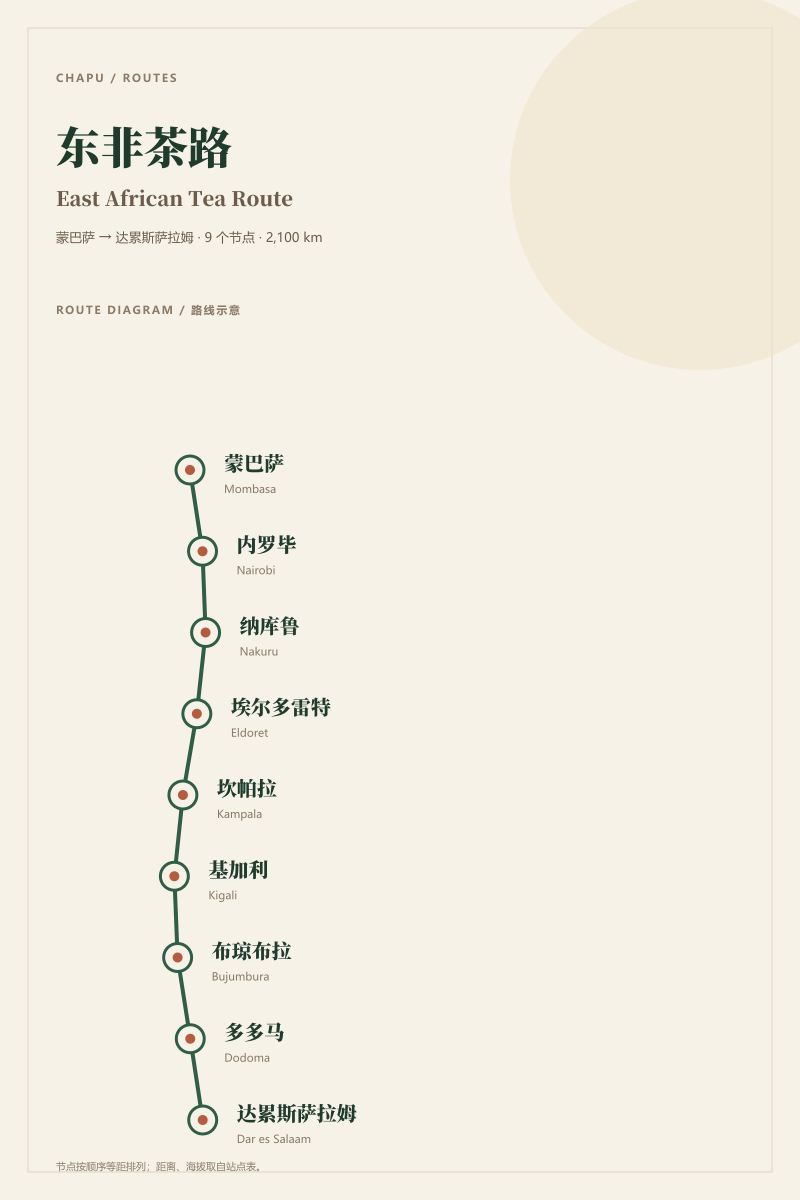 CHAPU / ROUTES
东非茶路
East African Tea Route
蒙巴萨 → 达累斯萨拉姆 · 9 个节点 · 2,100 km
ROUTE DIAGRAM / 路线示意
蒙巴萨
Mombasa
内罗毕
Nairobi
纳库鲁
Nakuru
埃尔多雷特
Eldoret
坎帕拉
Kampala
基加利
Kigali
布琼布拉
Bujumbura
多多马
Dodoma
达累斯萨拉姆
Dar es Salaam
节点按顺序等距排列；距离、海拔取自站点表。